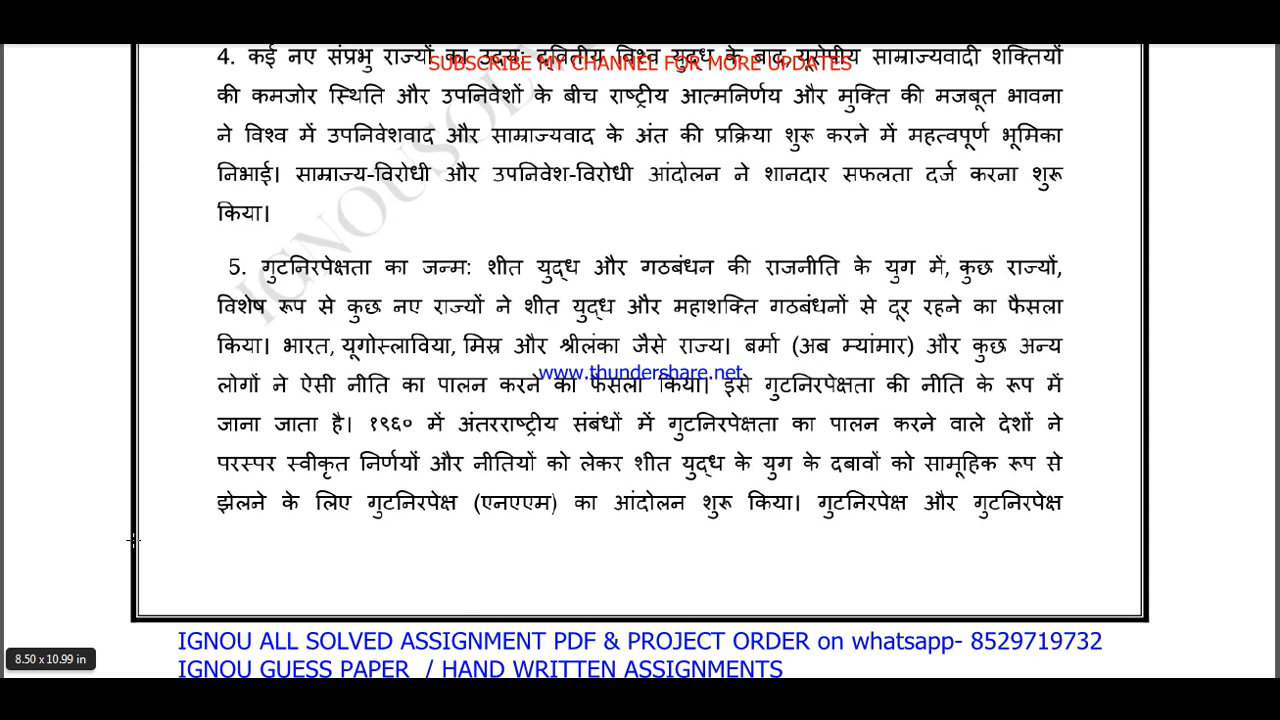 4. कई नए संप्रभु राज्यों का उदय: द्वितीय विश्व युद्ध के बाद, यूरोपीय साम्राज्यवादी शक्तियों
SUBSCRIBE MY CHANNEL FOR MORE UPDATES
की कमजोर स्थिति और उपनिवेशों के बीच राष्ट्रीय आत्मनिर्णय और मुक्ति की मजबूत भावना
ने विश्व में उपनिवेशवाद और साम्राज्यवाद के अंत की प्रक्रिया शुरू करने में महत्वपूर्ण भूमिका
निभाई। साम्राज्य-विरोधी और उपनिवेश-विरोधी आंदोलन ने शानदार सफलता दर्ज करना शुरू
किया।
IGNOUSOL
5. गुटनिरपेक्षता का जन्म: शीत युद्ध और गठबंधन की राजनीति के युग में, कुछ राज्यों,
विशेष रूप से कुछ नए राज्यों ने शीत युद्ध और महाशक्ति गठबंधनों से दूर रहने का फैसला
किया। भारत, यूगोस्लाविया, मिस्र और श्रीलंका जैसे राज्य। बर्मा (अब म्यांमार) और कुछ अन्य
www.thundershare.net
लोगों ने ऐसी नीति का पालन करने का फैसला किया। इसे गुटनिरपेक्षता की नीति के रूप में
जाना जाता है। १९६० में अंतरराष्ट्रीय संबंधों में गुटनिरपेक्षता का पालन करने वाले देशों ने
परस्पर स्वीकृत निर्णयों और नीतियों को लेकर शीत युद्ध के युग के दबावों को सामूहिक रूप से
झेलने के लिए गुटनिरपेक्ष (एनएएम) का आंदोलन शुरू किया। गुटनिरपेक्ष और गुटनिरपेक्ष
IGNOU ALL SOLVED ASSIGNMENT PDF & PROJECT ORDER on whatsapp- 8529719732
8.50 x 10.99 in
IGNOU GUESS PAPER / HAND WRITTEN ASSIGNMENTS